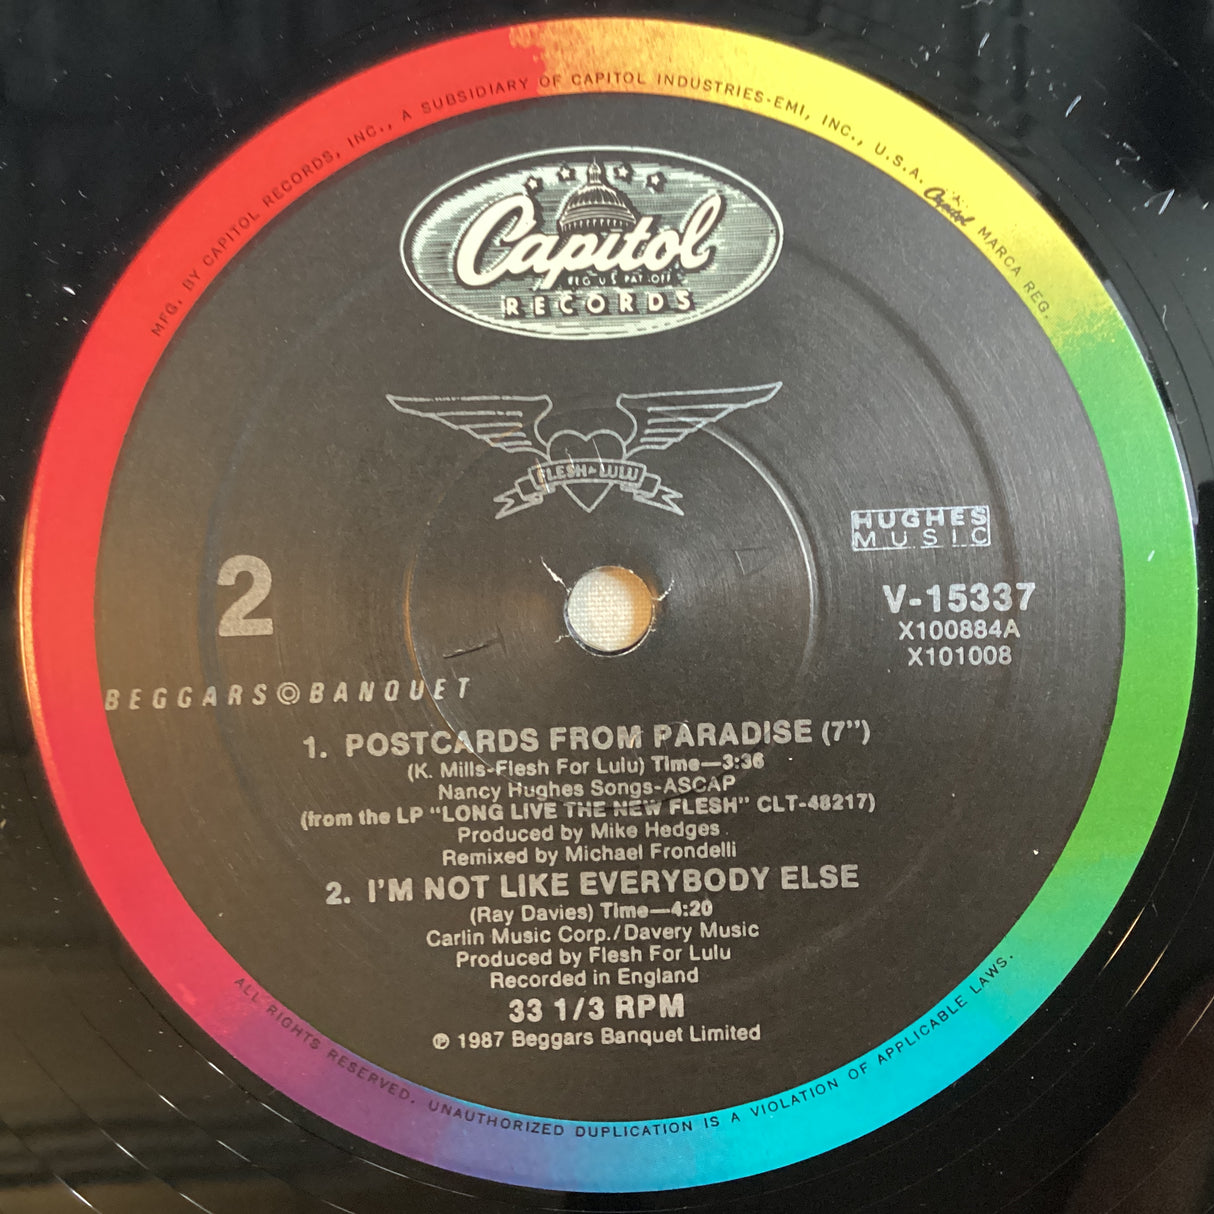 MFG. BY CAPITOL RECORDS, INC., A SUBSIDIARY OF CAPITOL INDUSTRIES-EMI, INC., U.S.A. Capitol MARCA REG.
Capitol
REG U S PAT OFF
RECORDS
FLESH for LULU
HUGHES
MUSIC
2
V-15337
X100884A
X101008
BEGGARS BANQUET
1. POSTCARDS FROM PARADISE (7")
(K. Mills-Flesh For Lulu) Time—3:36
Nancy Hughes Songs-ASCAP
(from the LP "LONG LIVE THE NEW FLESH" CLT-48217)
Produced by Mike Hedges
Remixed by Michael Frondelli
2. I'M NOT LIKE EVERYBODY ELSE
(Ray Davies) Time—4:20
Carlin Music Corp./Davery Music
Produced by Flesh For Lulu
Recorded in England
33 1/3 RPM
℗ 1987 Beggars Banquet Limited
ALL RIGHTS RESERVED. UNAUTHORIZED DUPLICATION IS A VIOLATION OF APPLICABLE LAWS.